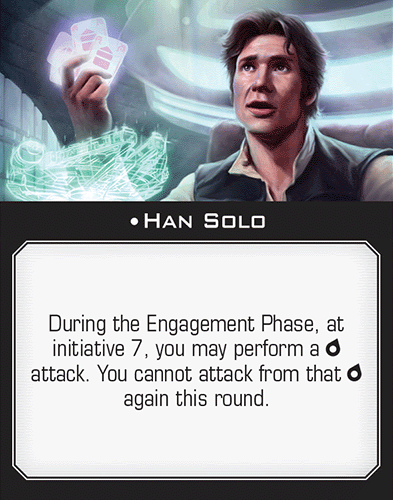 • HAN SOLO
During the Engagement Phase, at
initiative 7, you may perform a
attack. You cannot attack from that
again this round.